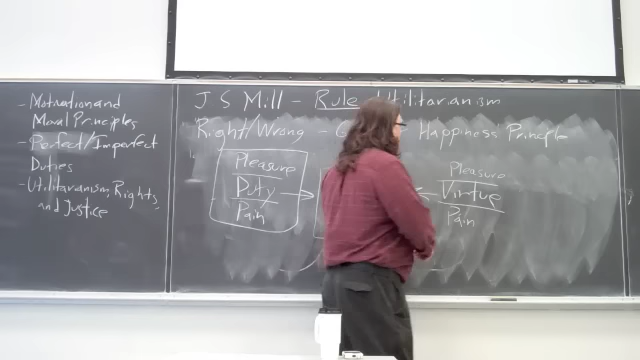 - Motivation and
Moral Principles
- Perfect/Imperfect
Duties
- Utilitarianism, Rights,
and Justice
J S Mill - Rule Utilitarianism
Right/Wrong - Happiness Principle
Pleasure
Duty
Pain
Pleasure
Virtue
Pain